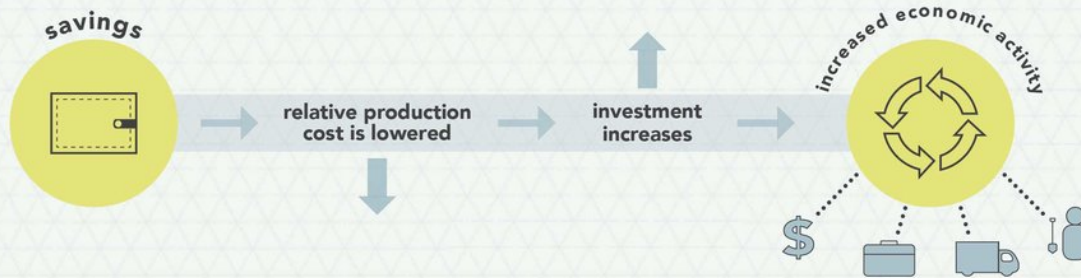 savings
relative production
cost is lowered
investment
increases
increased economic activity
$